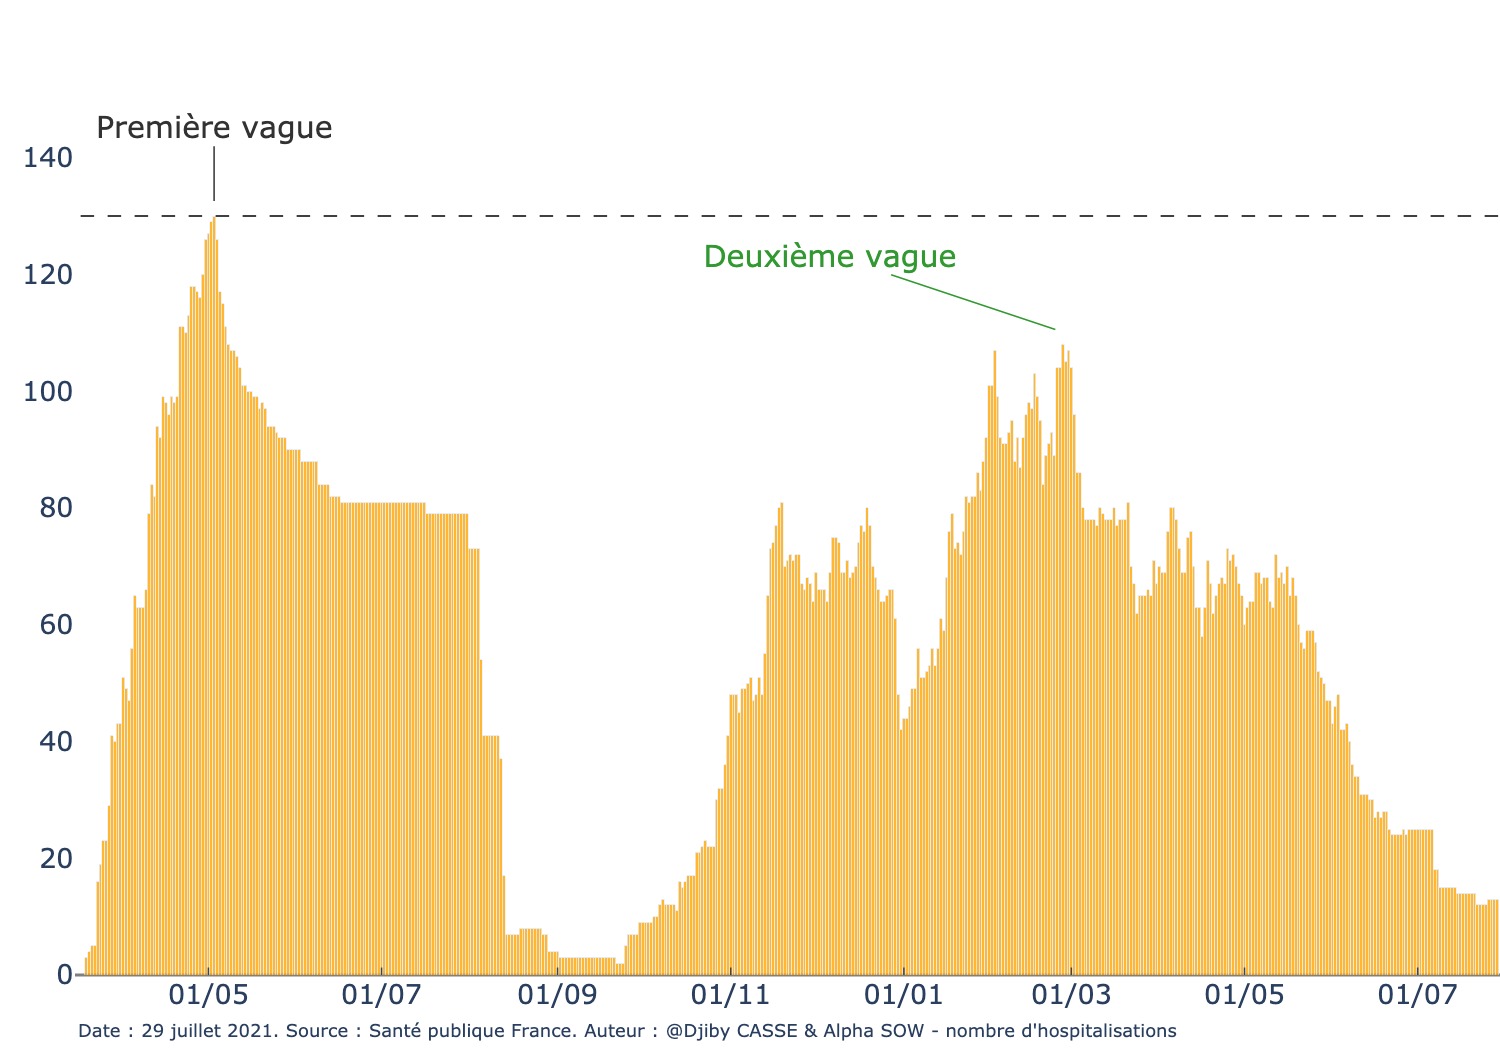 Première vague
140
Deuxième vague
120
100
80
60
40
20
0
01/05 01/07 01/09 01/11 01/01 01/03 01/05 01/07
Date : 29 juillet 2021. Source : Santé publique France. Auteur : @Djiby CASSE & Alpha SOW - nombre d'hospitalisations